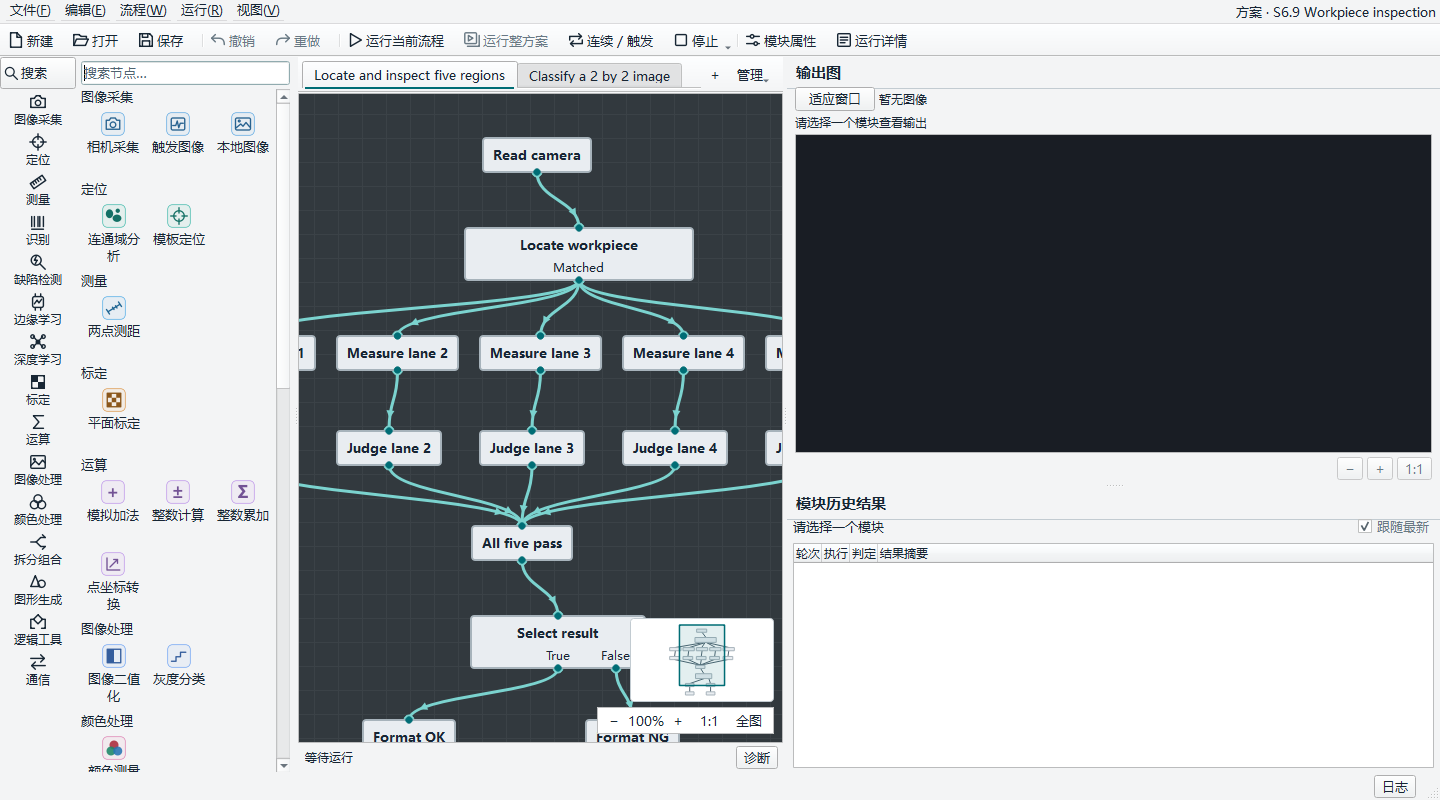 文件(F) 编辑(E) 流程(W) 运行(R) 视图(V)
方案 · S6.9 Workpiece inspection
新建 打开 保存 撤销 重做 运行当前流程 运行整方案 连续 / 触发 停止 模块属性 运行详情
搜索
图像采集
定位
测量
识别
缺陷检测
边缘学习
深度学习
标定
运算
图像处理
颜色处理
拆分组合
图形生成
逻辑工具
通信
搜索节点...
图像采集
相机采集 触发图像 本地图像
定位
连通域分析 模板定位
测量
两点测距
标定
平面标定
运算
模拟加法 整数计算 整数累加
点坐标转换
图像处理
图像二值化 灰度分类
颜色处理
颜色测量
Locate and inspect five regions
Classify a 2 by 2 image
+ 管理
Read camera
Locate workpiece
Matched
1 Measure lane 2 Measure lane 3 Measure lane 4
Judge lane 2 Judge lane 3 Judge lane 4
All five pass
Select result
True False
Format OK Format NG
− 100% + 1:1 全图
等待运行
诊断
输出图
适应窗口 暂无图像
请选择一个模块查看输出
− + 1:1
模块历史结果
请选择一个模块
跟随最新
轮次 执行 判定 结果摘要
日志